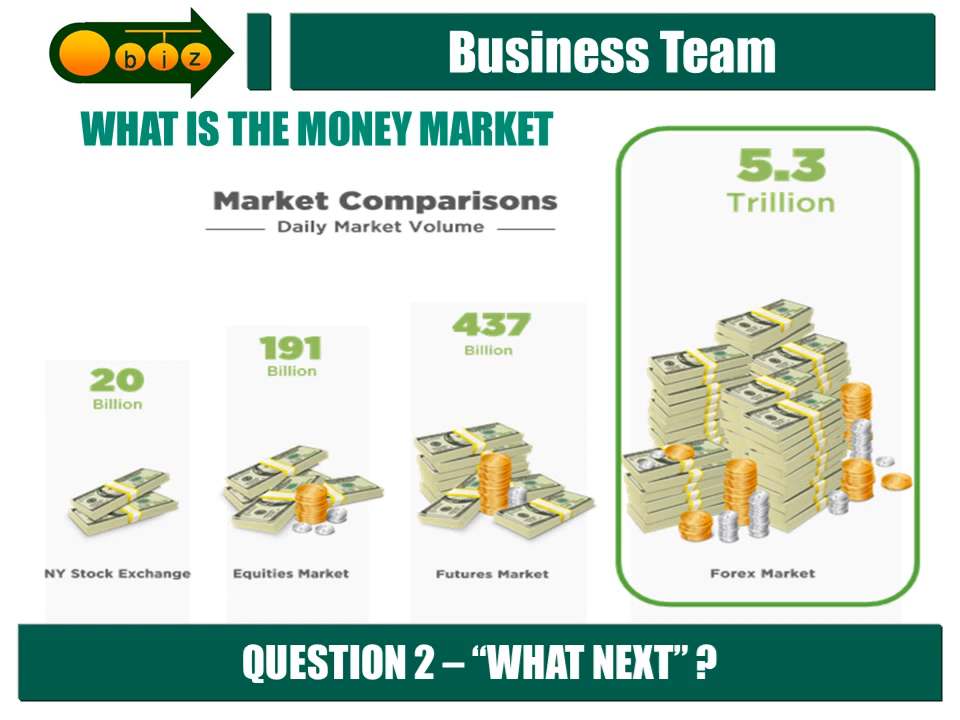 biz
Business Team
WHAT IS THE MONEY MARKET
Market Comparisons
Daily Market Volume
20
Billion
NY Stock Exchange
191
Billion
Equities Market
437
Billion
Futures Market
5.3
Trillion
Forex Market
QUESTION 2 – “WHAT NEXT” ?